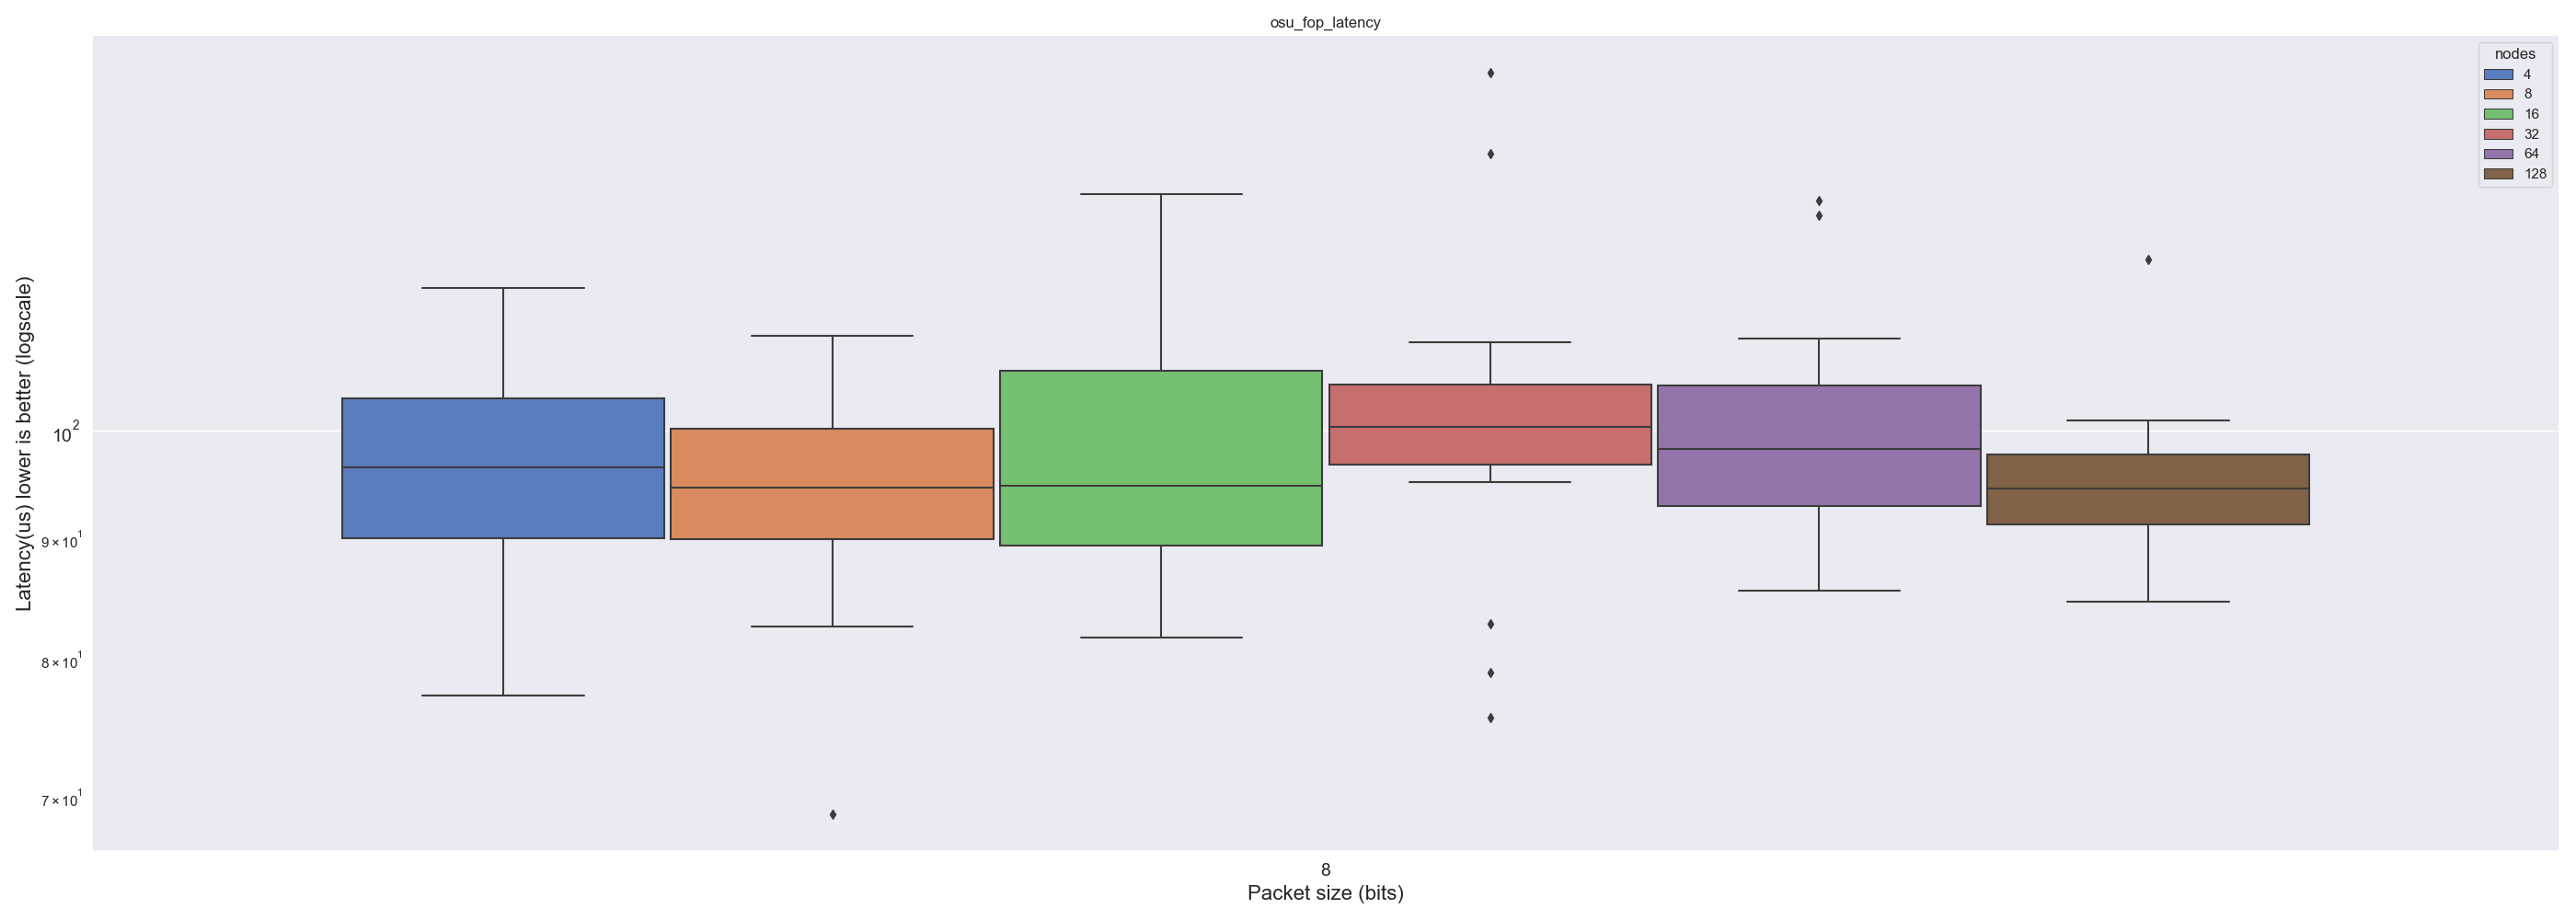 osu_fop_latency
nodes
4
8
16
32
64
128
Latency(us) lower is better (logscale)
10²
9 × 10¹
8 × 10¹
7 × 10¹
8
Packet size (bits)